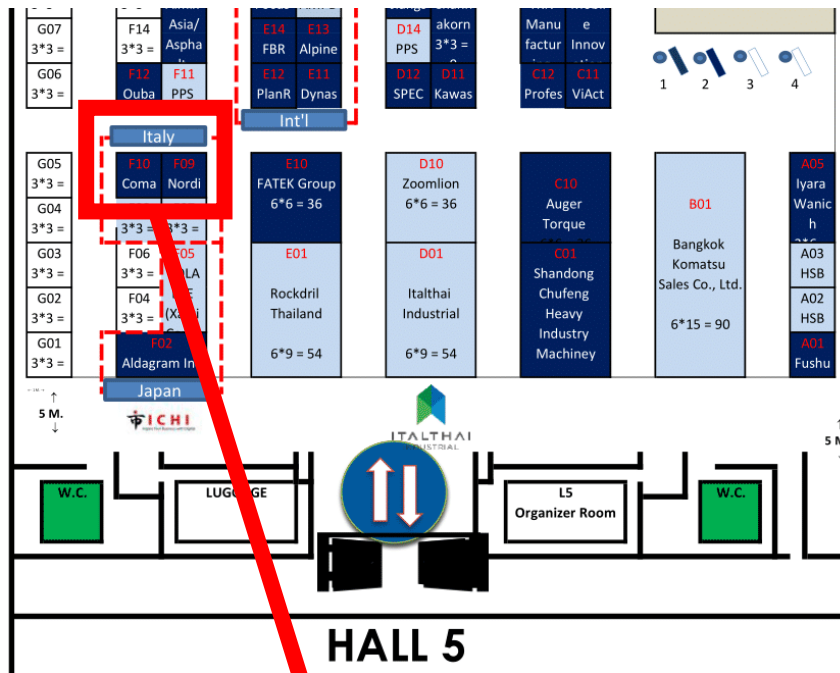 G07
3*3 =
F14
3*3 =
Asia/
Aspha
E14
FBR
E13
Alpine
D14
PPS
akorn
3*3 =
Manu
factur
e
Innov
G06
3*3 =
F12
Ouba
F11
PPS
E12
PlanR
E11
Dynas
D12
SPEC
D11
Kawas
C12
Profes
C11
ViAct
1
2
3
4
Int'l
Italy
G05
3*3 =
F10
Coma
F09
Nordi
E10
FATEK Group
6*6 = 36
D10
Zoomlion
6*6 = 36
C10
Auger
Torque
B01
Bangkok
Komatsu
Sales Co., Ltd.
6*15 = 90
A05
Iyara
Wanic
h
G04
3*3 =
3*3 =
3*3 =
G03
3*3 =
F06
3*3 =
F05
E01
Rockdril
Thailand
6*9 = 54
D01
Italthai
Industrial
6*9 = 54
C01
Shandong
Chufeng
Heavy
Industry
Machiney
A03
HSB
G02
3*3 =
F04
3*3 =
A02
HSB
G01
3*3 =
F02
Aldagram In
A01
Fushu
Japan
5 M.
ICHI
ITALTHAI
INDUSTRIAL
5 M
W.C.
L5
Organizer Room
W.C.
HALL 5